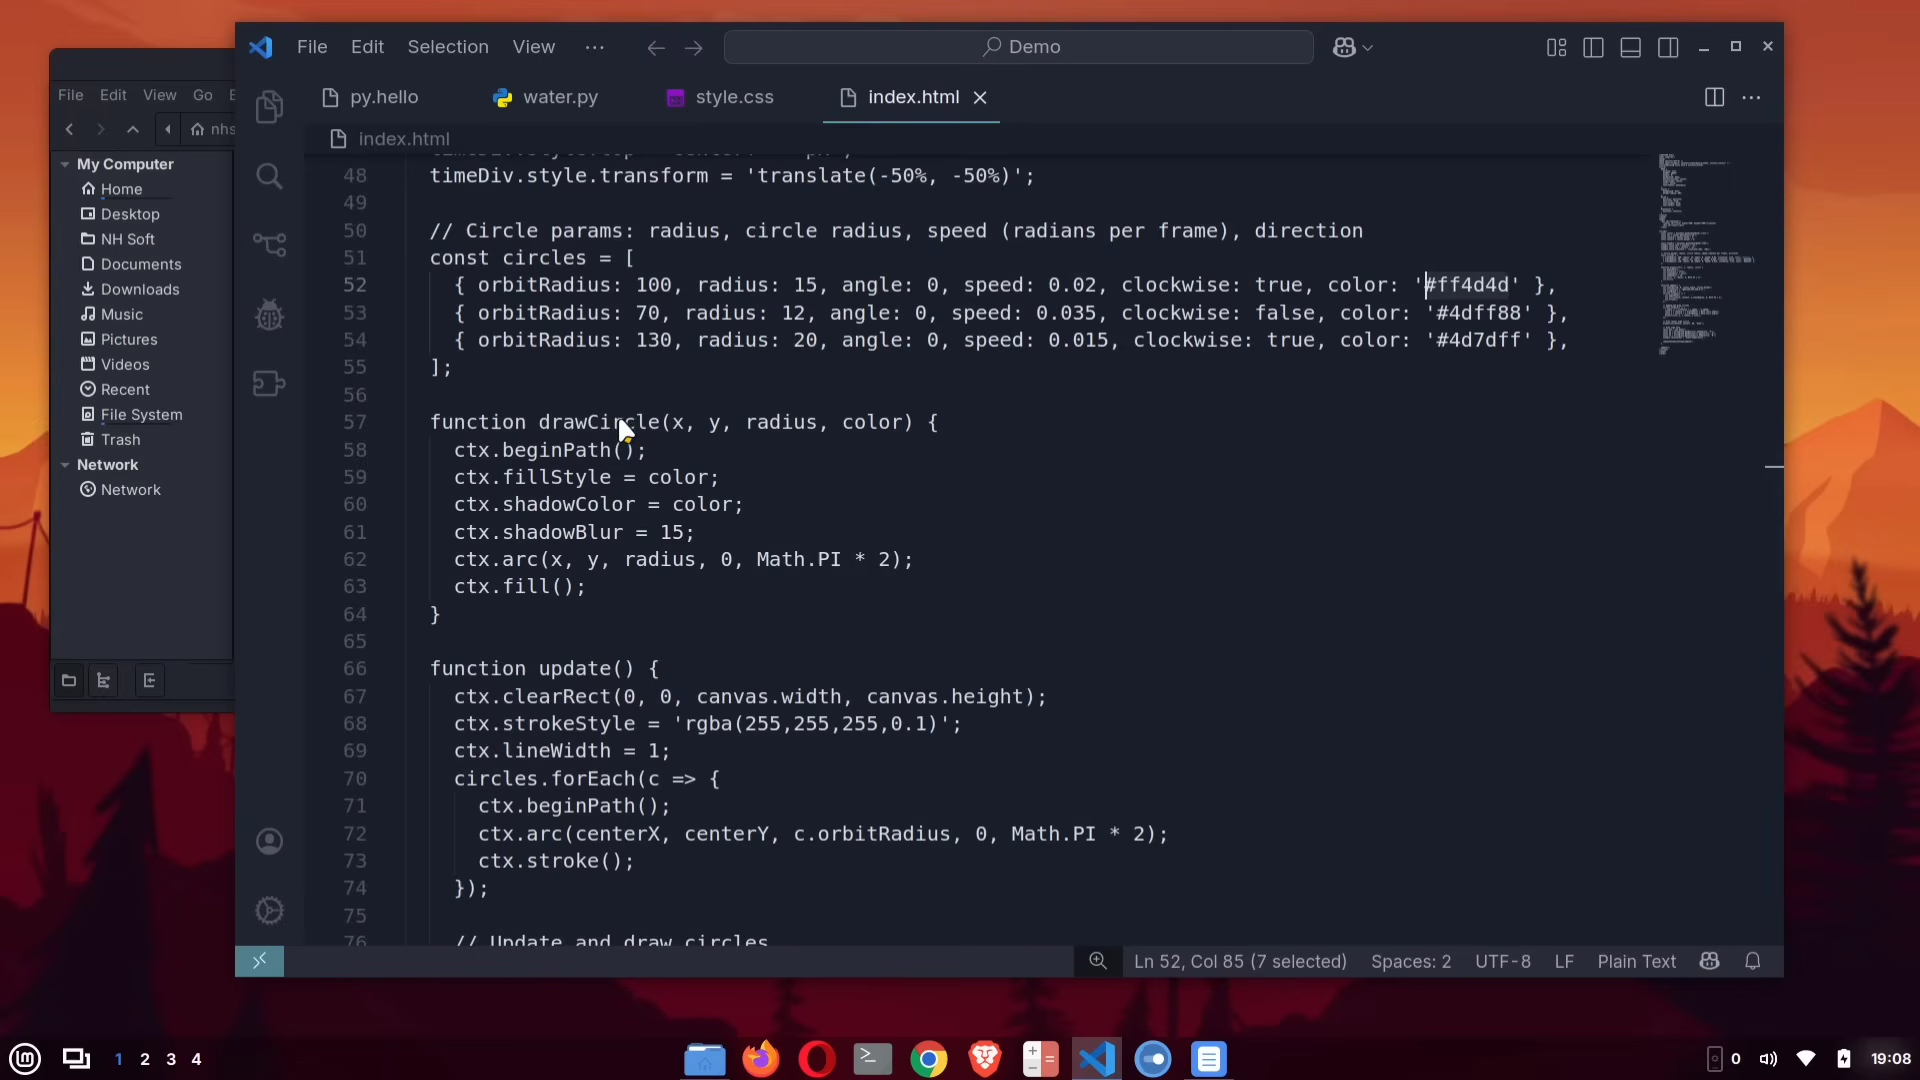 File Edit Selection View ···
Demo
File Edit View Go
nhs
My Computer
Home
Desktop
NH Soft
Documents
Downloads
Music
Pictures
Videos
Recent
File System
Trash
Network
Network
py.hello water.py style.css index.html
index.html
48 timeDiv.style.transform = 'translate(-50%, -50%)';
49
50 // Circle params: radius, circle radius, speed (radians per frame), direction
51 const circles = [
52 { orbitRadius: 100, radius: 15, angle: 0, speed: 0.02, clockwise: true, color: '#ff4d4d' },
53 { orbitRadius: 70, radius: 12, angle: 0, speed: 0.035, clockwise: false, color: '#4dff88' },
54 { orbitRadius: 130, radius: 20, angle: 0, speed: 0.015, clockwise: true, color: '#4d7dff' },
55 ];
56
57 function drawCircle(x, y, radius, color) {
58 ctx.beginPath();
59 ctx.fillStyle = color;
60 ctx.shadowColor = color;
61 ctx.shadowBlur = 15;
62 ctx.arc(x, y, radius, 0, Math.PI * 2);
63 ctx.fill();
64 }
65
66 function update() {
67 ctx.clearRect(0, 0, canvas.width, canvas.height);
68 ctx.strokeStyle = 'rgba(255,255,255,0.1)';
69 ctx.lineWidth = 1;
70 circles.forEach(c => {
71 ctx.beginPath();
72 ctx.arc(centerX, centerY, c.orbitRadius, 0, Math.PI * 2);
73 ctx.stroke();
74 });
75
76 // Update and draw circles
Ln 52, Col 85 (7 selected) Spaces: 2 UTF-8 LF Plain Text
1 2 3 4
0 19:08